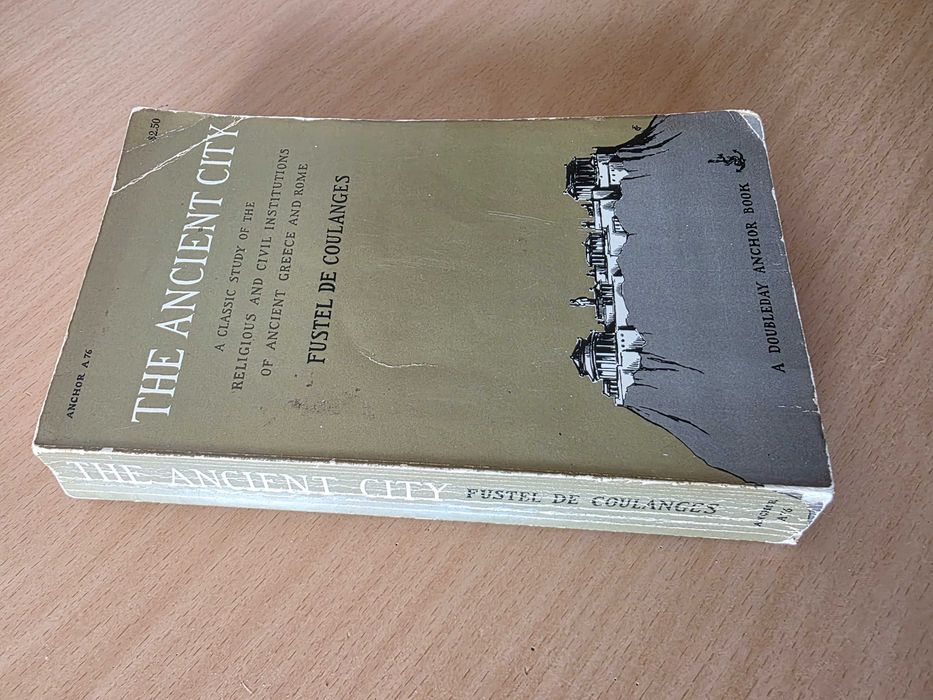 ANCHOR A 76
$2.50
THE ANCIENT CITY
A CLASSIC STUDY OF THE
RELIGIOUS AND CIVIL INSTITUTIONS
OF ANCIENT GREECE AND ROME
FUSTEL DE COULANGES
A DOUBLEDAY ANCHOR BOOK
THE ANCIENT CITY FUSTEL DE COULANGES
ANCHOR
A76